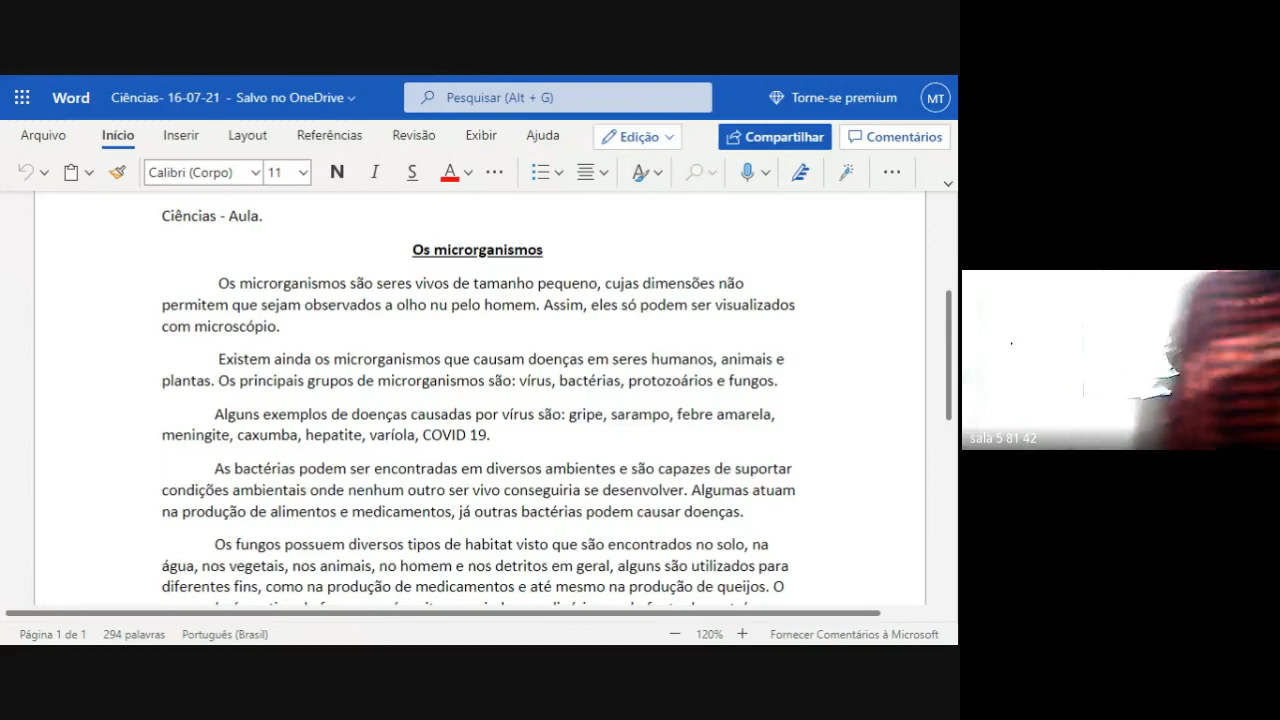 Word Ciências- 16-07-21 - Salvo no OneDrive Pesquisar (Alt + G) Torne-se premium MT
Arquivo Início Inserir Layout Referências Revisão Exibir Ajuda Edição Compartilhar Comentários
Calibri (Corpo) 11 N I S A A ...
Ciências - Aula.
Os microrganismos
Os microrganismos são seres vivos de tamanho pequeno, cujas dimensões não
permitem que sejam observados a olho nu pelo homem. Assim, eles só podem ser visualizados
com microscópio.
Existem ainda os microrganismos que causam doenças em seres humanos, animais e
plantas. Os principais grupos de microrganismos são: vírus, bactérias, protozoários e fungos.
Alguns exemplos de doenças causadas por vírus são: gripe, sarampo, febre amarela,
meningite, caxumba, hepatite, varíola, COVID 19.
As bactérias podem ser encontradas em diversos ambientes e são capazes de suportar
condições ambientais onde nenhum outro ser vivo conseguiria se desenvolver. Algumas atuam
na produção de alimentos e medicamentos, já outras bactérias podem causar doenças.
Os fungos possuem diversos tipos de habitat visto que são encontrados no solo, na
água, nos vegetais, nos animais, no homem e nos detritos em geral, alguns são utilizados para
diferentes fins, como na produção de medicamentos e até mesmo na produção de queijos. O
Página 1 de 1 294 palavras Português (Brasil) 120% Fornecer Comentários à Microsoft
sala 5 81 42